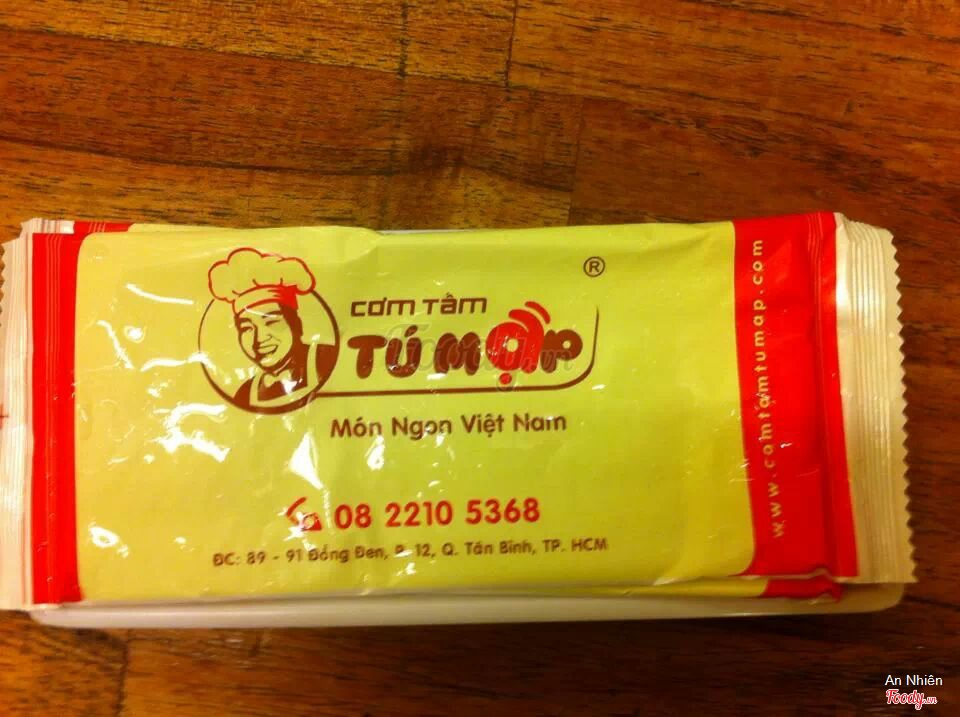 ®
CƠM TẤM
TÚ MẬP
Món Ngon Việt Nam
08 2210 5368
ĐC: 89 - 91 Đồng Đen, P. 12, Q. Tân Bình, TP. HCM
www.comtamtumap.com
An Nhiên
Foody.vn